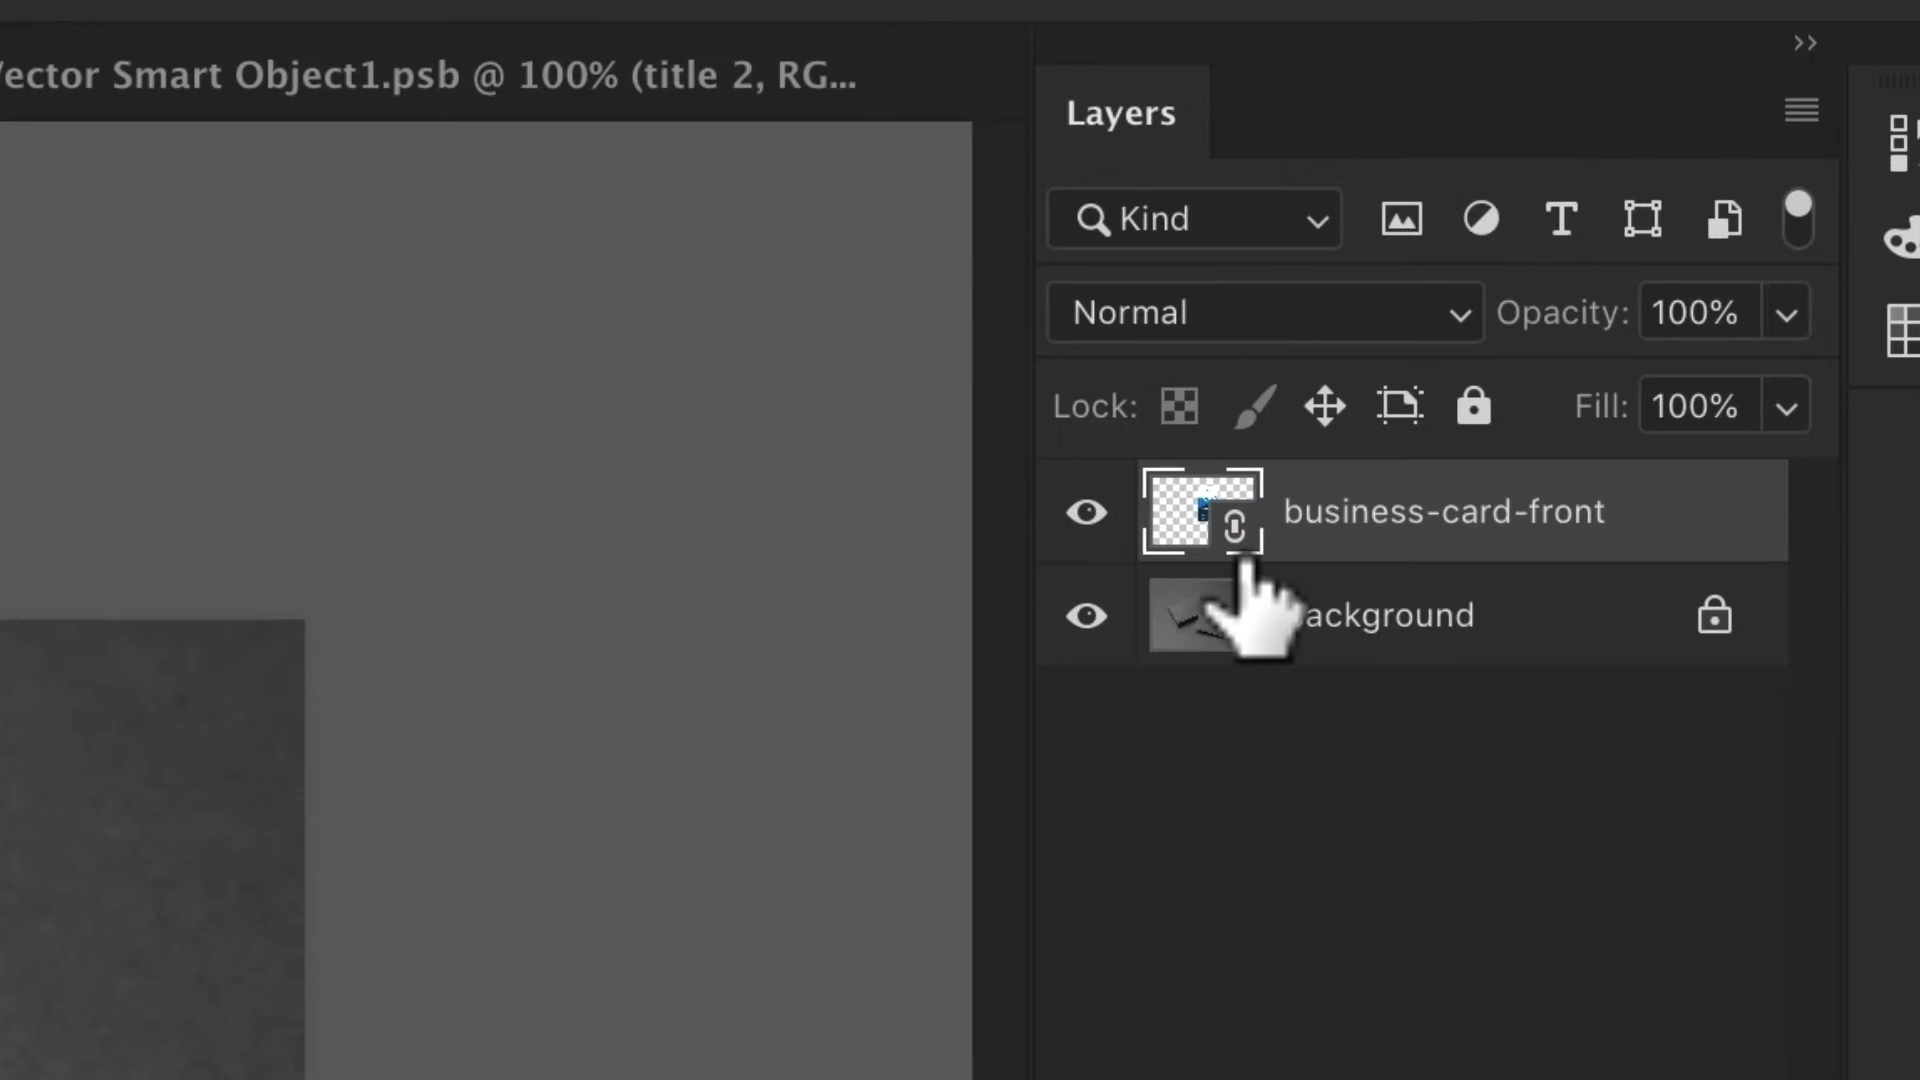 ector Smart Object1.psb @ 100% (title 2, RG...
Layers
Kind
Normal
Opacity: 100%
Lock:
Fill: 100%
business-card-front
ackground